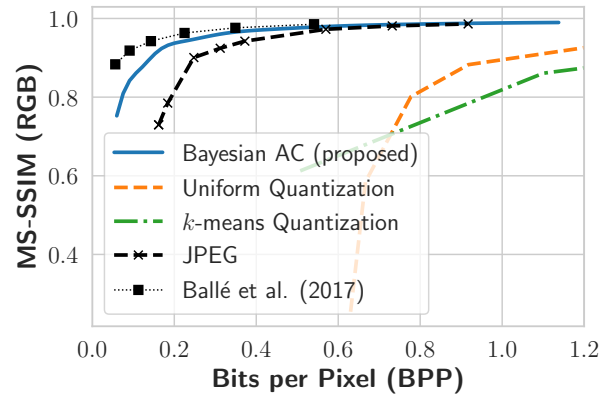 MS-SSIM (RGB)
1.0
0.8
0.6
0.4
Bayesian AC (proposed)
Uniform Quantization
k-means Quantization
JPEG
Ballé et al. (2017)
0.0 0.2 0.4 0.6 0.8 1.0 1.2
Bits per Pixel (BPP)